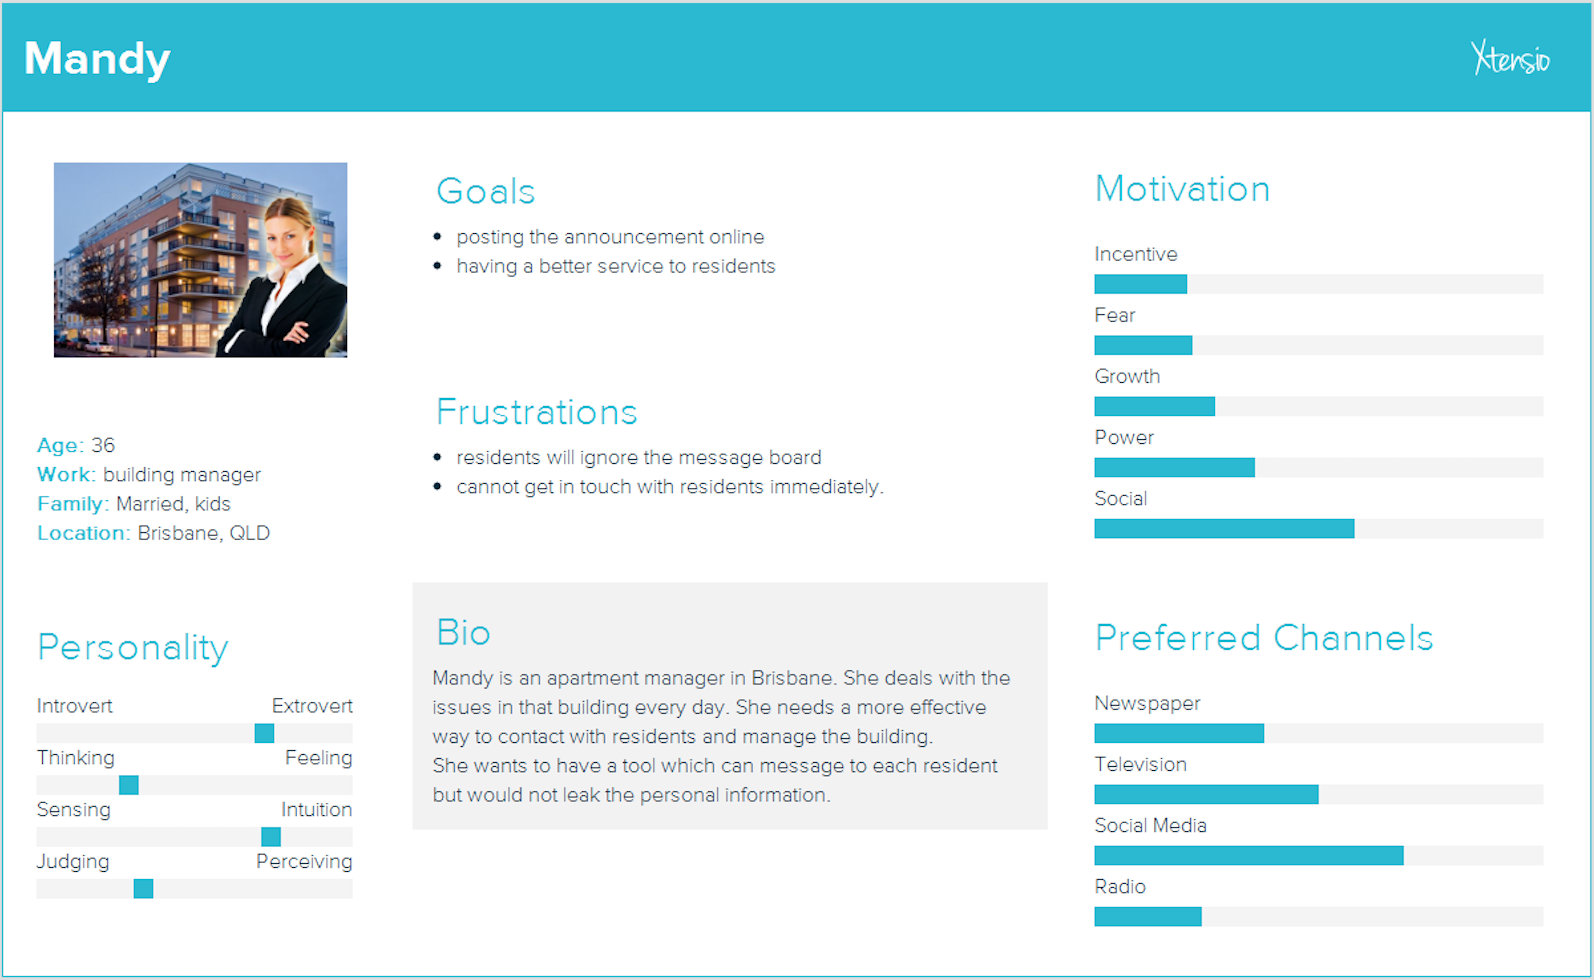 Mandy
Xtensio
Age: 36
Work: building manager
Family: Married, kids
Location: Brisbane, QLD
Personality
Introvert Extrovert
Thinking Feeling
Sensing Intuition
Judging Perceiving
Goals
posting the announcement online
having a better service to residents
Frustrations
residents will ignore the message board
cannot get in touch with residents immediately.
Bio
Mandy is an apartment manager in Brisbane. She deals with the
issues in that building every day. She needs a more effective
way to contact with residents and manage the building.
She wants to have a tool which can message to each resident
but would not leak the personal information.
Motivation
Incentive
Fear
Growth
Power
Social
Preferred Channels
Newspaper
Television
Social Media
Radio